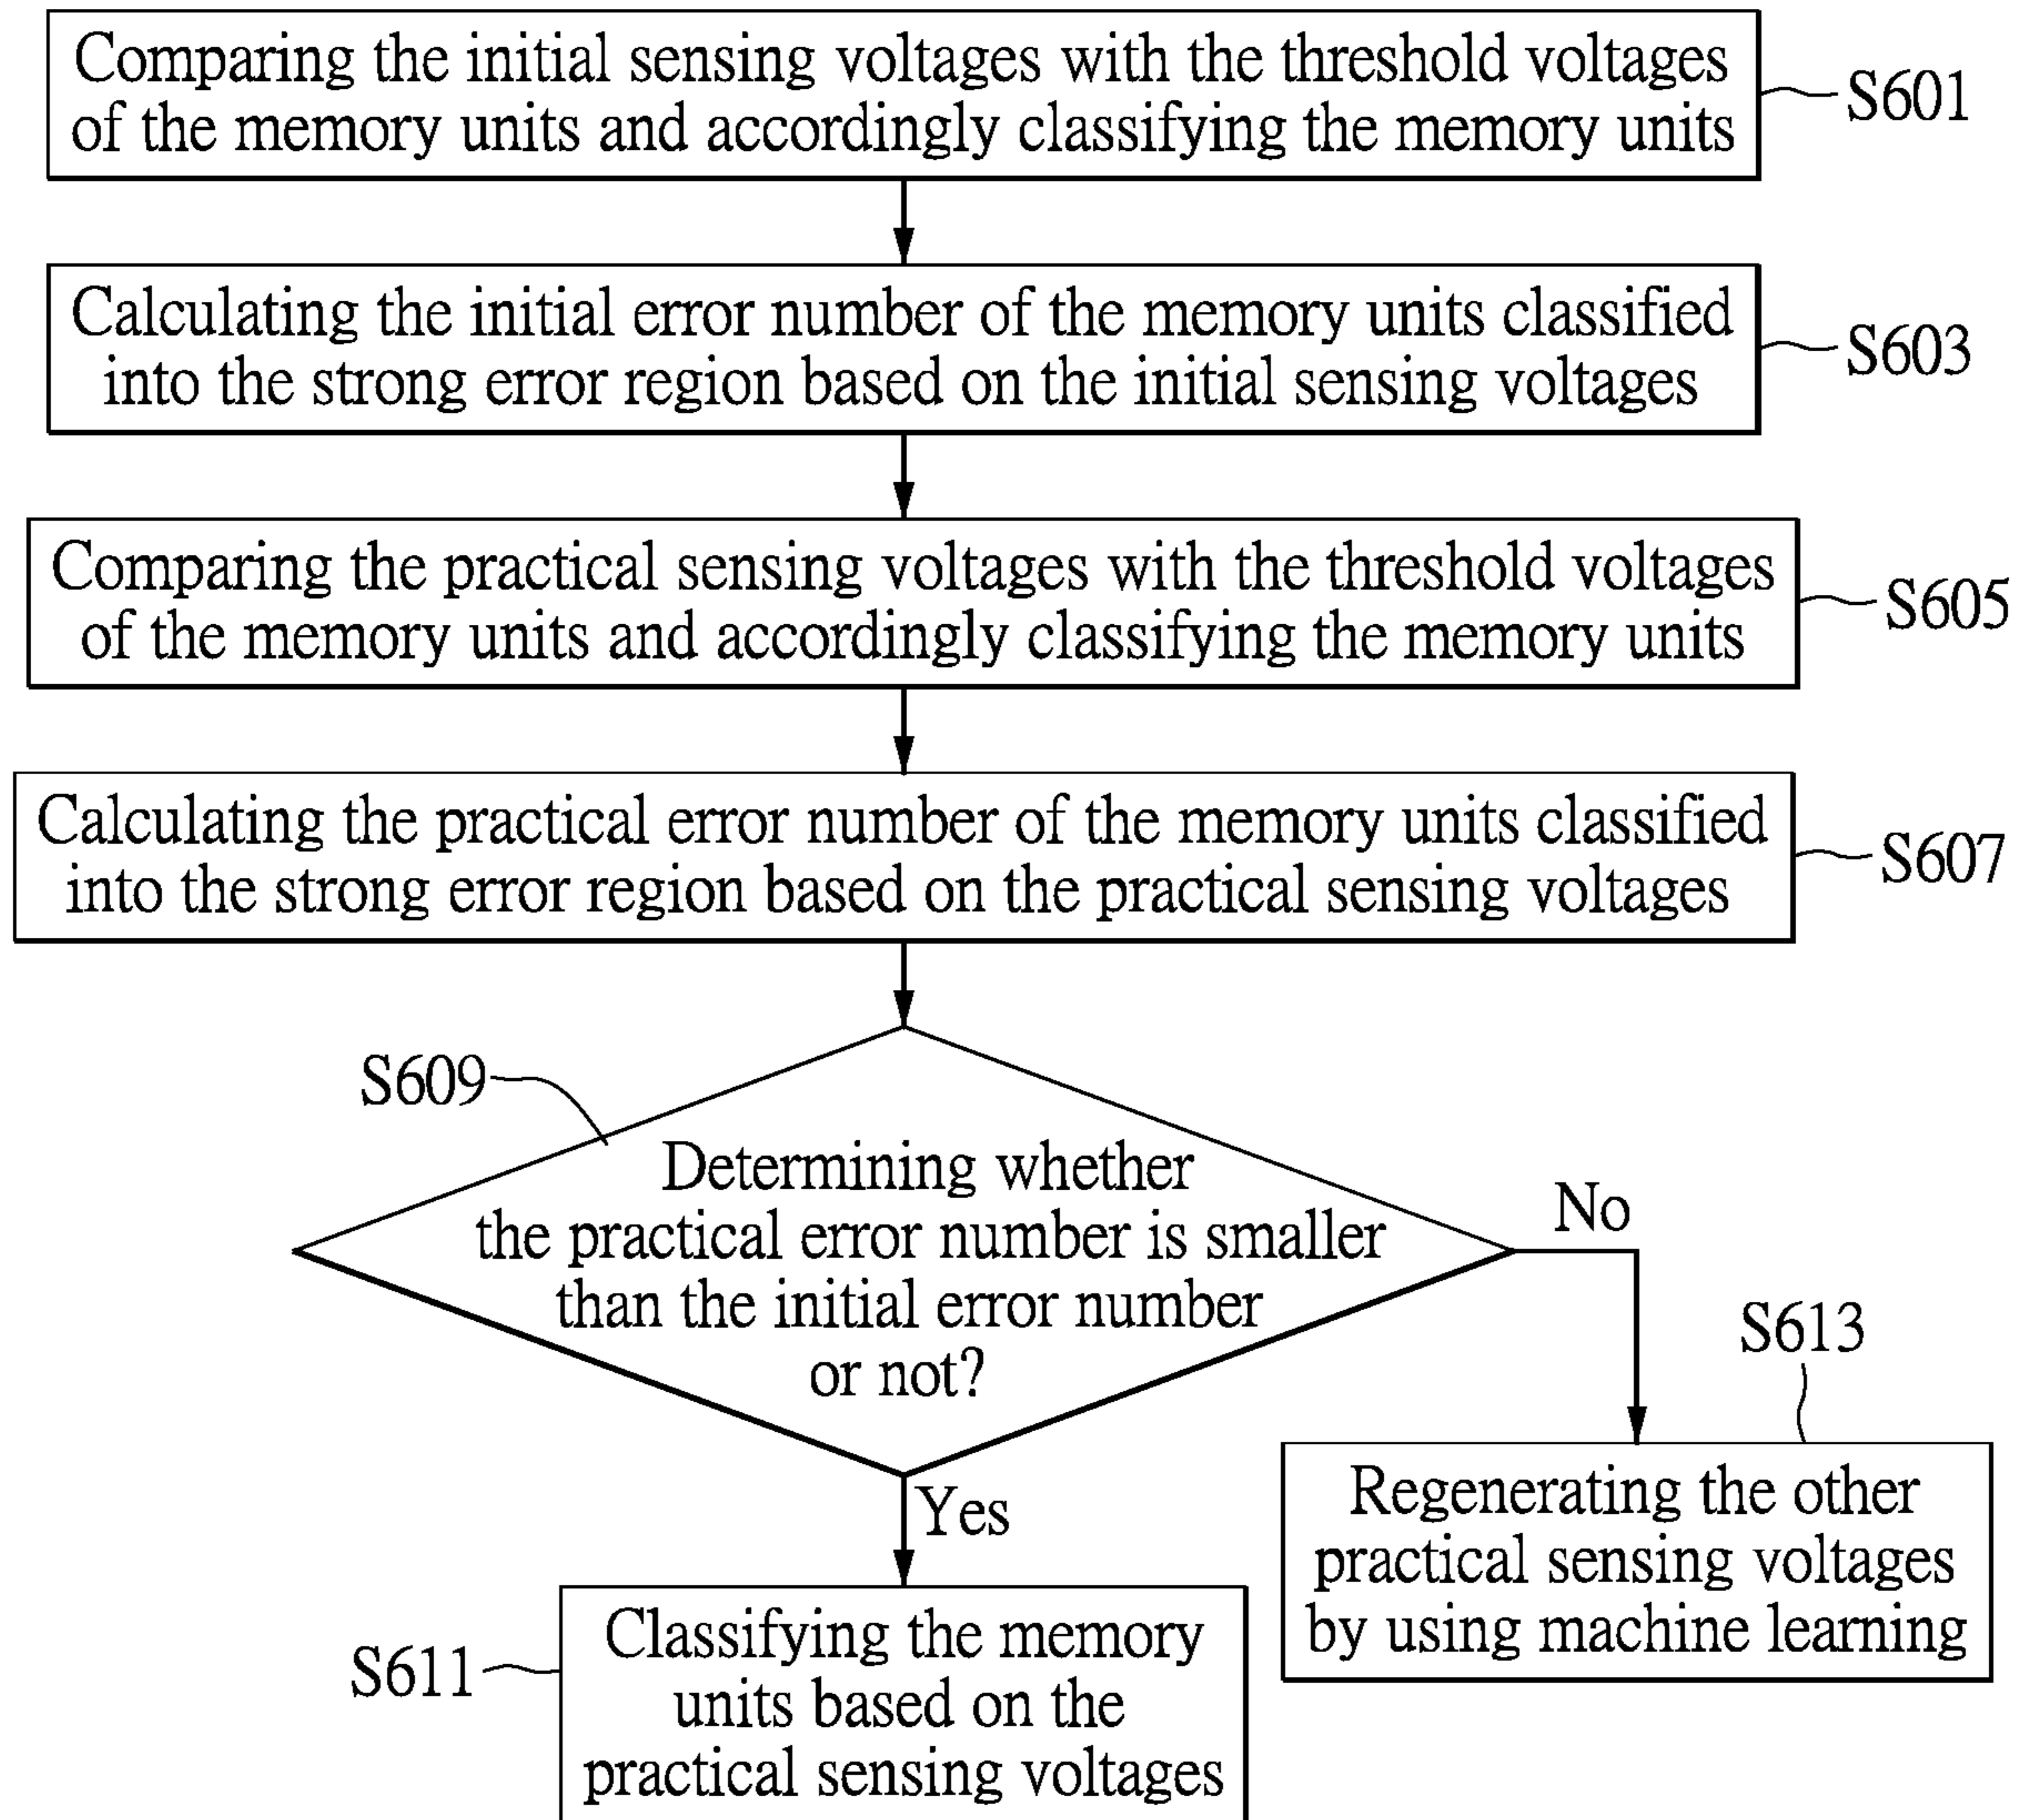 Comparing the initial sensing voltages with the threshold voltages
of the memory units and accordingly classifying the memory units
S601
Calculating the initial error number of the memory units classified
into the strong error region based on the initial sensing voltages
S603
Comparing the practical sensing voltages with the threshold voltages
of the memory units and accordingly classifying the memory units
S605
Calculating the practical error number of the memory units classified
into the strong error region based on the practical sensing voltages
S607
S609
Determining whether
the practical error number is smaller
than the initial error number
or not?
No
S613
Regenerating the other
practical sensing voltages
by using machine learning
Yes
S611
Classifying the memory
units based on the
practical sensing voltages